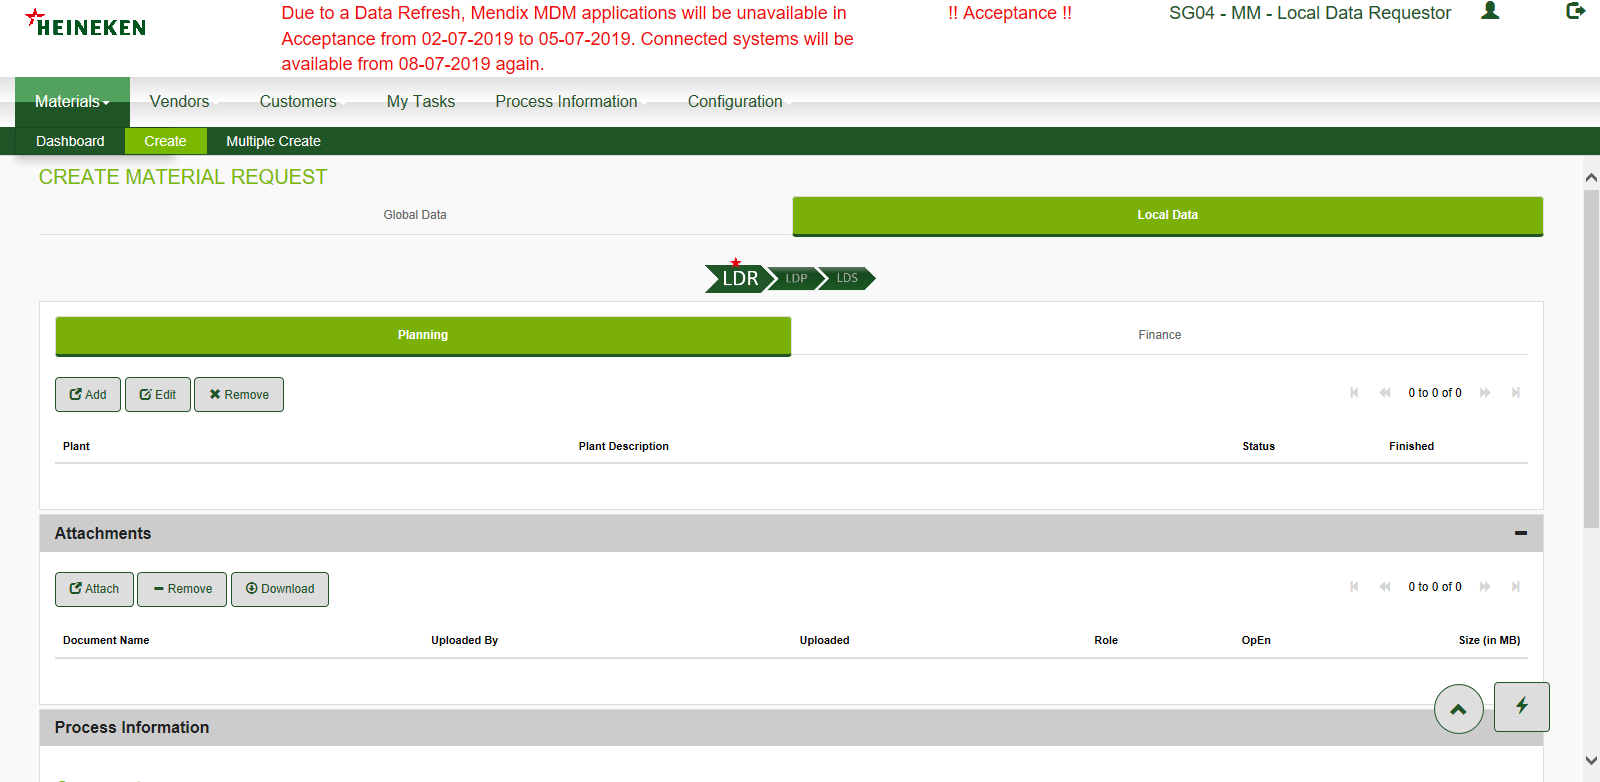 HEINEKEN
Due to a Data Refresh, Mendix MDM applications will be unavailable in
Acceptance from 02-07-2019 to 05-07-2019. Connected systems will be
available from 08-07-2019 again.
!! Acceptance !!
SG04 - MM - Local Data Requestor
Materials Vendors Customers My Tasks Process Information Configuration
Dashboard Create Multiple Create
CREATE MATERIAL REQUEST
Global Data Local Data
LDR LDP LDS
Planning Finance
Add Edit Remove 0 to 0 of 0
Plant Plant Description Status Finished
Attachments
Attach Remove Download 0 to 0 of 0
Document Name Uploaded By Uploaded Role OpEn Size (in MB)
Process Information